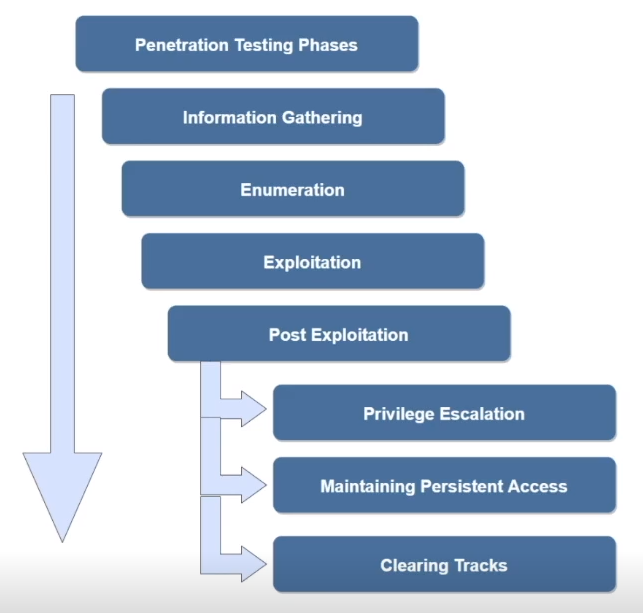 Penetration Testing Phases
Information Gathering
Enumeration
Exploitation
Post Exploitation
Privilege Escalation
Maintaining Persistent Access
Clearing Tracks